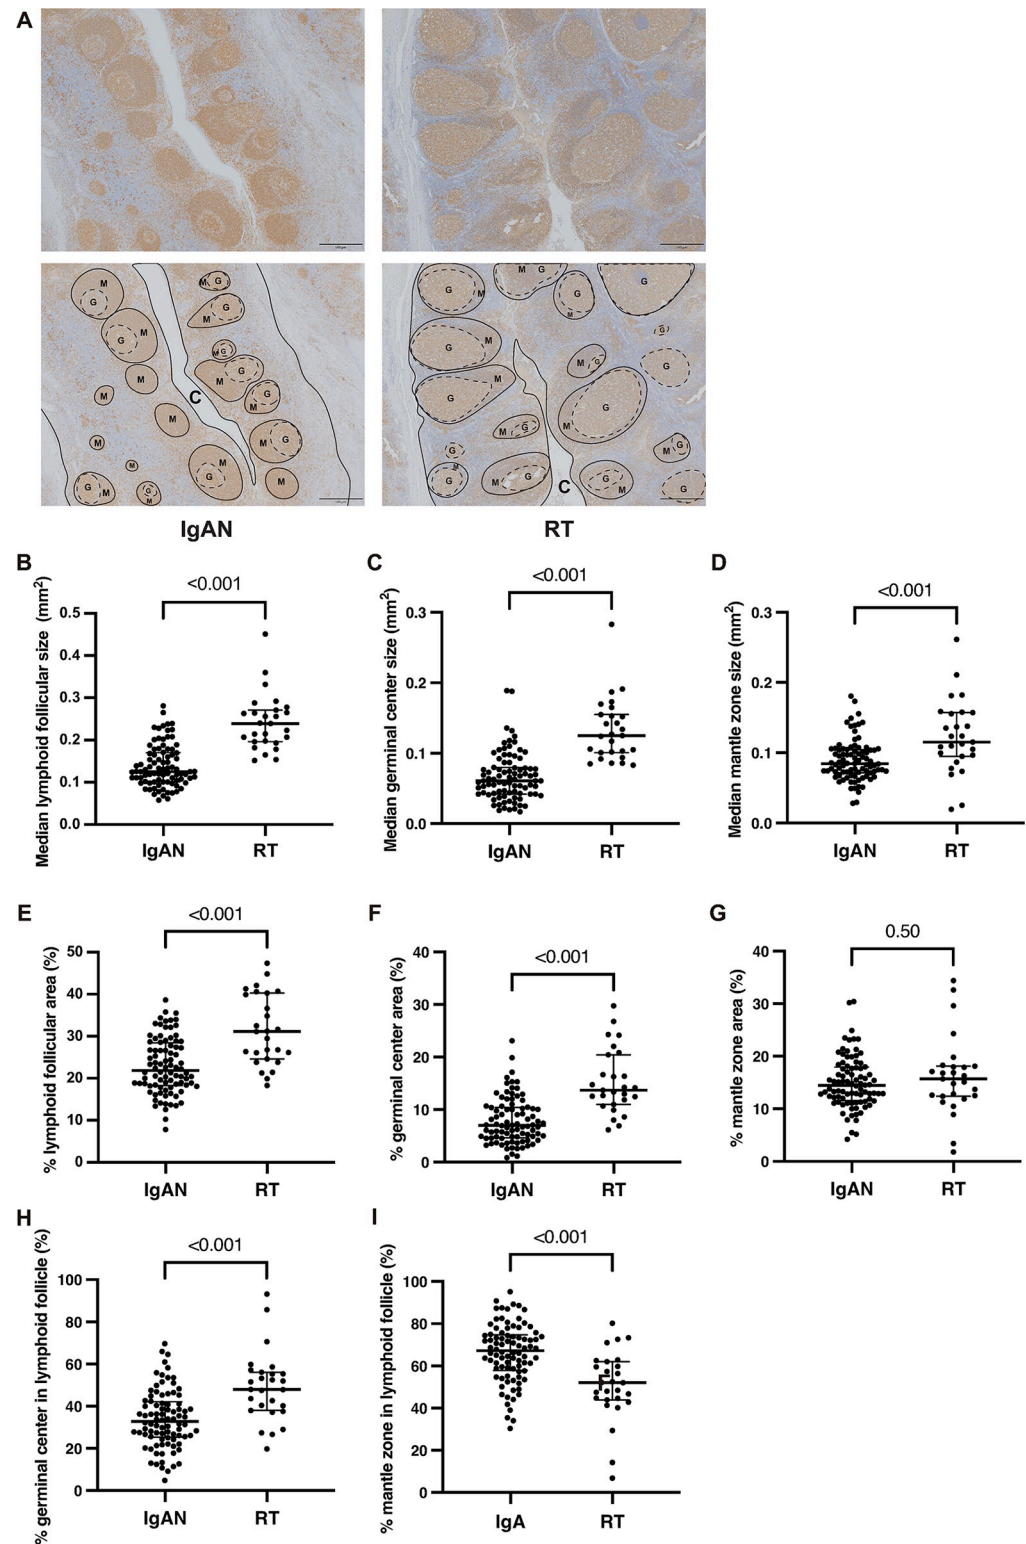 A
M G M G M G M G M G M M M M M M M G M G M G G M G M G M C
G M M G G M G G M G G M G M G M G G M M G G M G M G M G M G C
IgAN RT
B
<0.001
Median lymphoid follicular size (mm²)
0.5
0.4
0.3
0.2
0.1
0.0
IgAN RT
C
<0.001
Median germinal center size (mm²)
0.3
0.2
0.1
0.0
IgAN RT
D
<0.001
Median mantle zone size (mm²)
0.3
0.2
0.1
0.0
IgAN RT
E
<0.001
% lymphoid follicular area (%)
50
40
30
20
10
0
IgAN RT
F
<0.001
% germinal center area (%)
40
30
20
10
0
IgAN RT
G
0.50
% mantle zone area (%)
40
30
20
10
0
IgAN RT
H
<0.001
% germinal center in lymphoid follicle (%)
100
80
60
40
20
0
IgAN RT
I
<0.001
% mantle zone in lymphoid follicle (%)
100
80
60
40
20
0
IgA RT